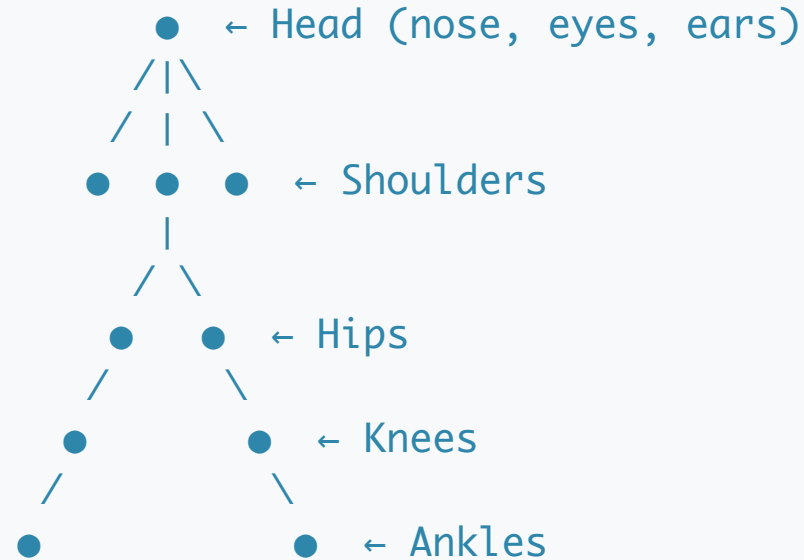 ● ← Head (nose, eyes, ears)
/|\
/ | \
● ● ● ← Shoulders
|
/ \
● ● ← Hips
/ \
● ● ← Knees
/ \
● ● ← Ankles